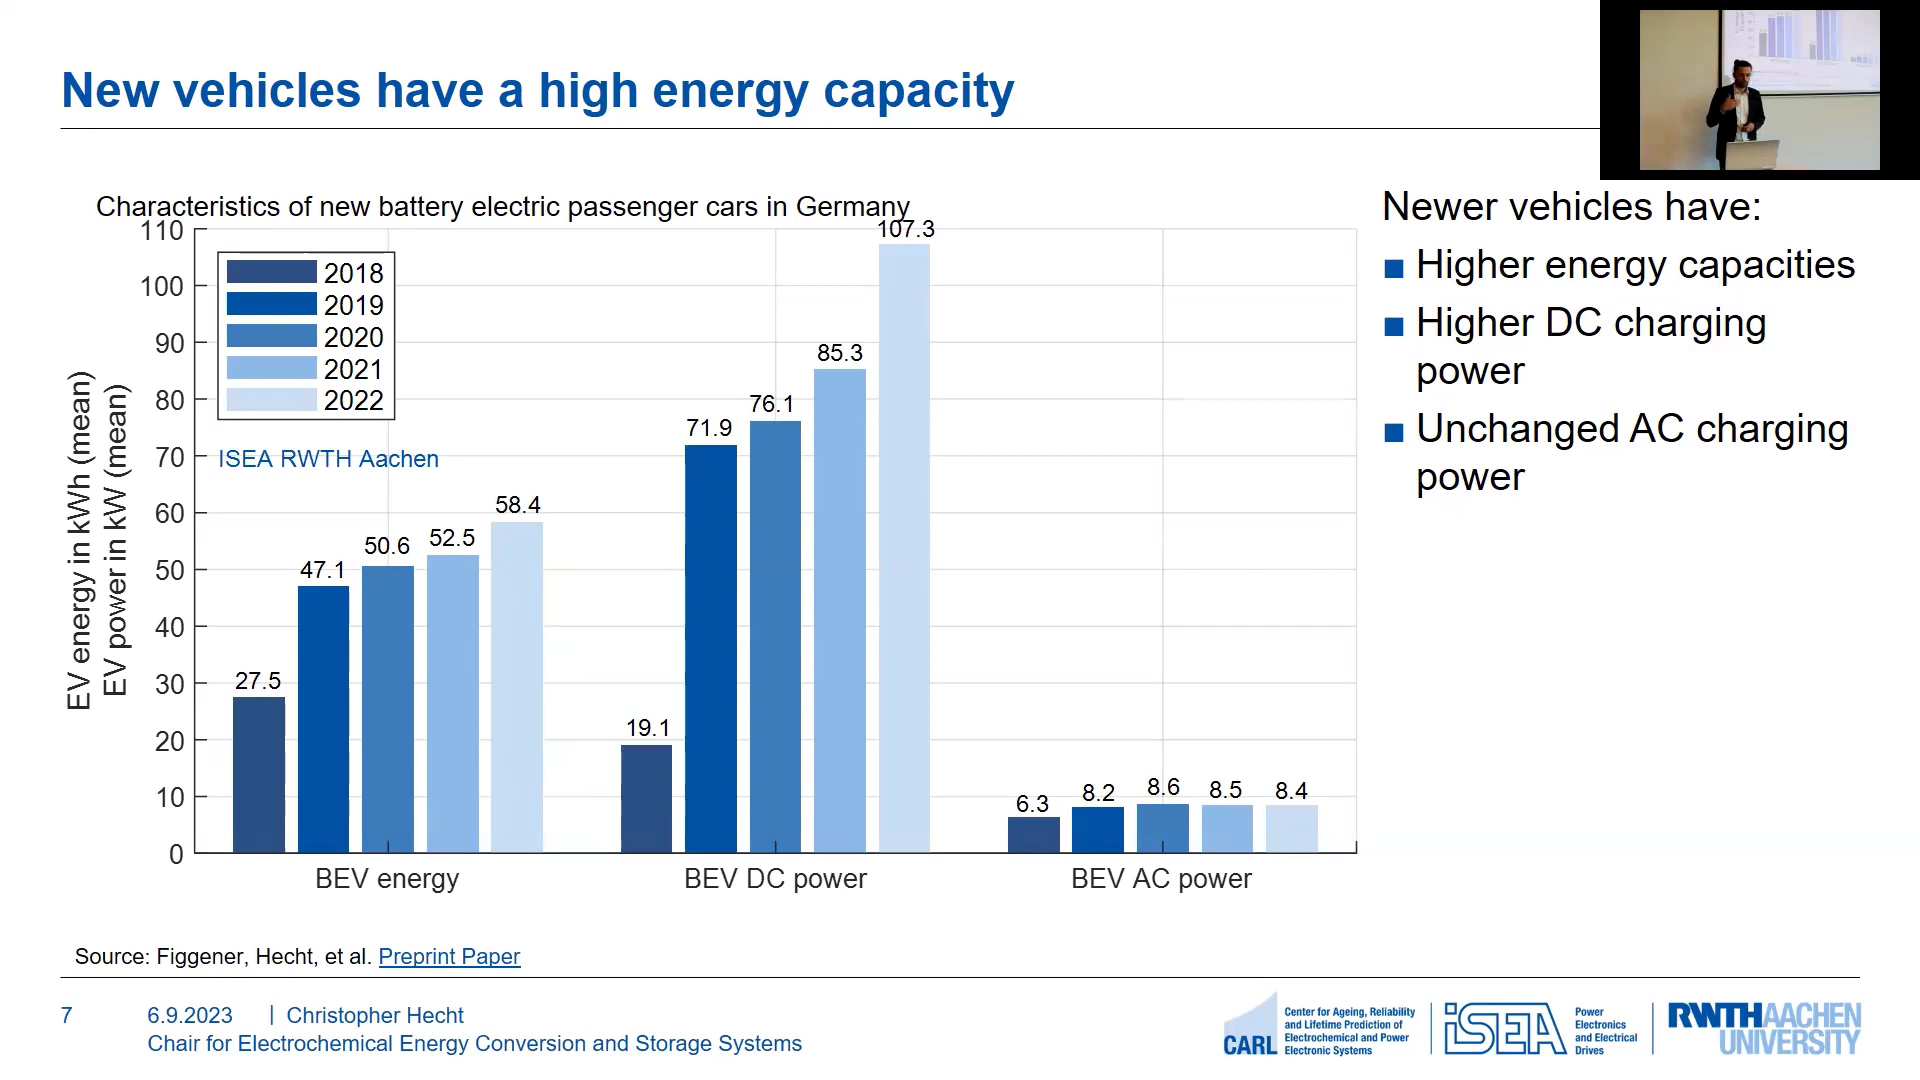 New vehicles have a high energy capacity
Characteristics of new battery electric passenger cars in Germany
EV energy in kWh (mean)
EV power in kW (mean)
110
100
90
80
70
60
50
40
30
20
10
0
2018
2019
2020
2021
2022
ISEA RWTH Aachen
27.5
47.1
50.6
52.5
58.4
19.1
71.9
76.1
85.3
107.3
6.3
8.2
8.6
8.5
8.4
BEV energy
BEV DC power
BEV AC power
Newer vehicles have:
■ Higher energy capacities
■ Higher DC charging
power
■ Unchanged AC charging
power
Source: Figgener, Hecht, et al. Preprint Paper
7
6.9.2023 | Christopher Hecht
Chair for Electrochemical Energy Conversion and Storage Systems
CARL
Center for Ageing, Reliability
and Lifetime Prediction of
Electrochemical and Power
Electronic Systems
iSEA
Power
Electronics
and Electrical
Drives
RWTHAACHEN
UNIVERSITY